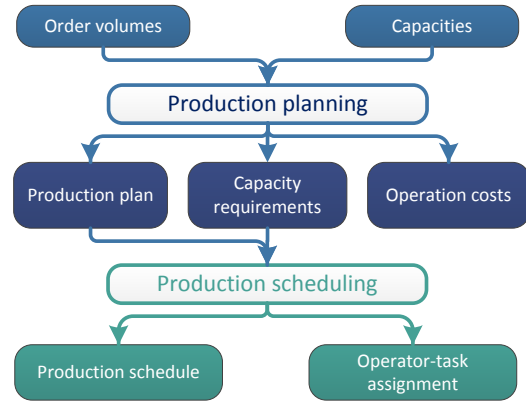 Order volumes
Capacities
Production planning
Production plan
Capacity
requirements
Operation costs
Production scheduling
Production schedule
Operator-task
assignment